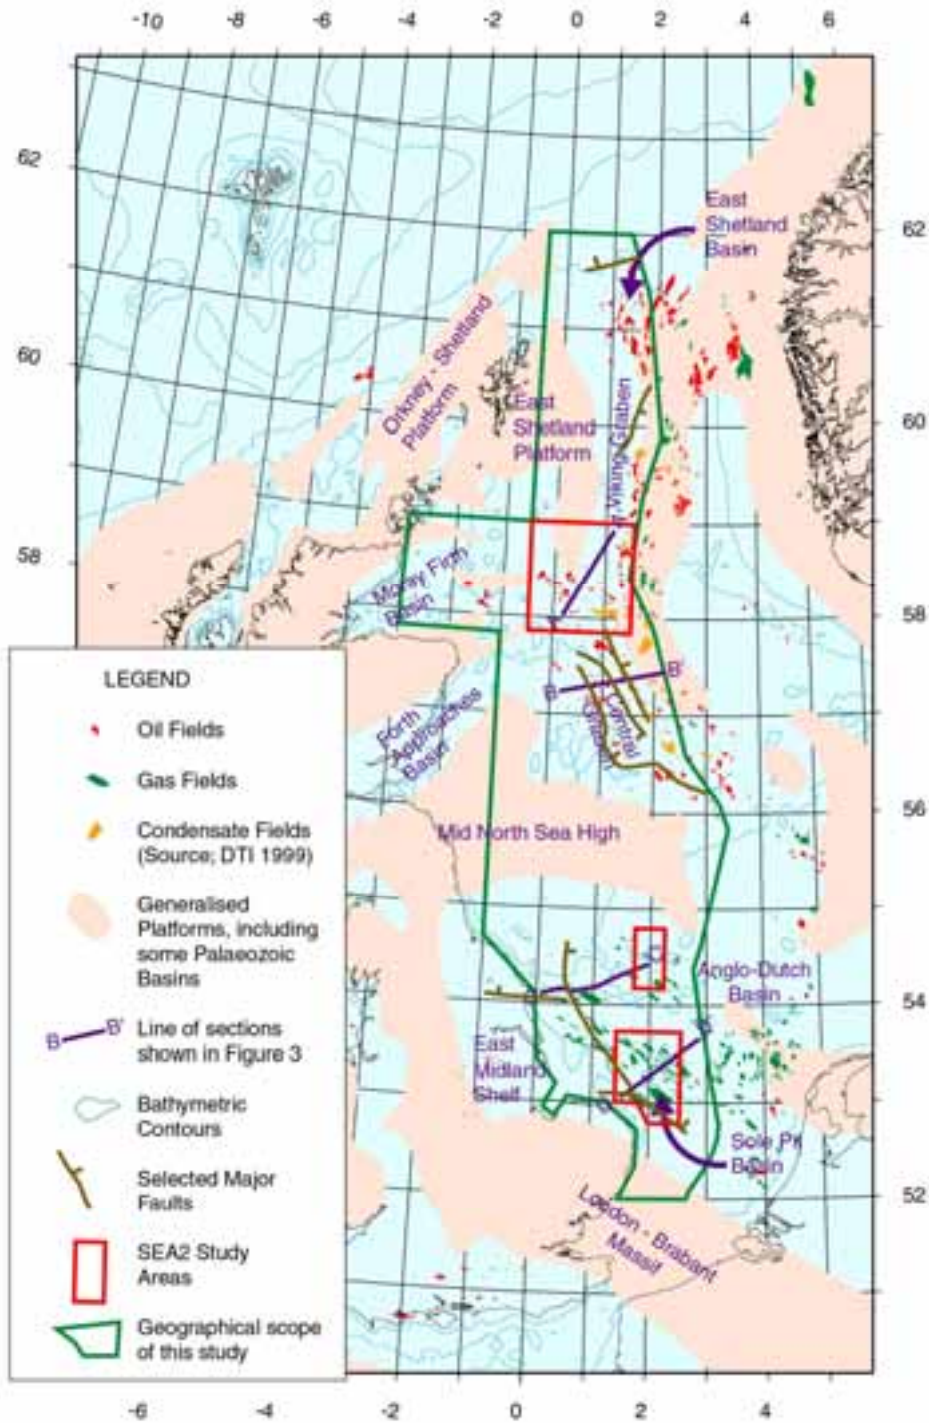 -10 -8 -6 -4 -2 0 2 4 6
62
60
58
62
60
58
56
54
52
East
Shetland
Basin
Orkney - Shetland
Platform
East
Shetland
Platform
Viking Graben
Moray Firth
Basin
B B'
Central
Graben
Forth
Approaches
Basin
Mid North Sea High
Anglo-Dutch
Basin
East
Midland
Shelf
Sole Pit
Basin
London - Brabant
Massif
LEGEND
Oil Fields
Gas Fields
Condensate Fields
(Source; DTI 1999)
Generalised
Platforms, including
some Palaeozoic
Basins
B B'
Line of sections
shown in Figure 3
Bathymetric
Contours
Selected Major
Faults
SEA2 Study
Areas
Geographical scope
of this study
-6 -4 -2 0 2 4